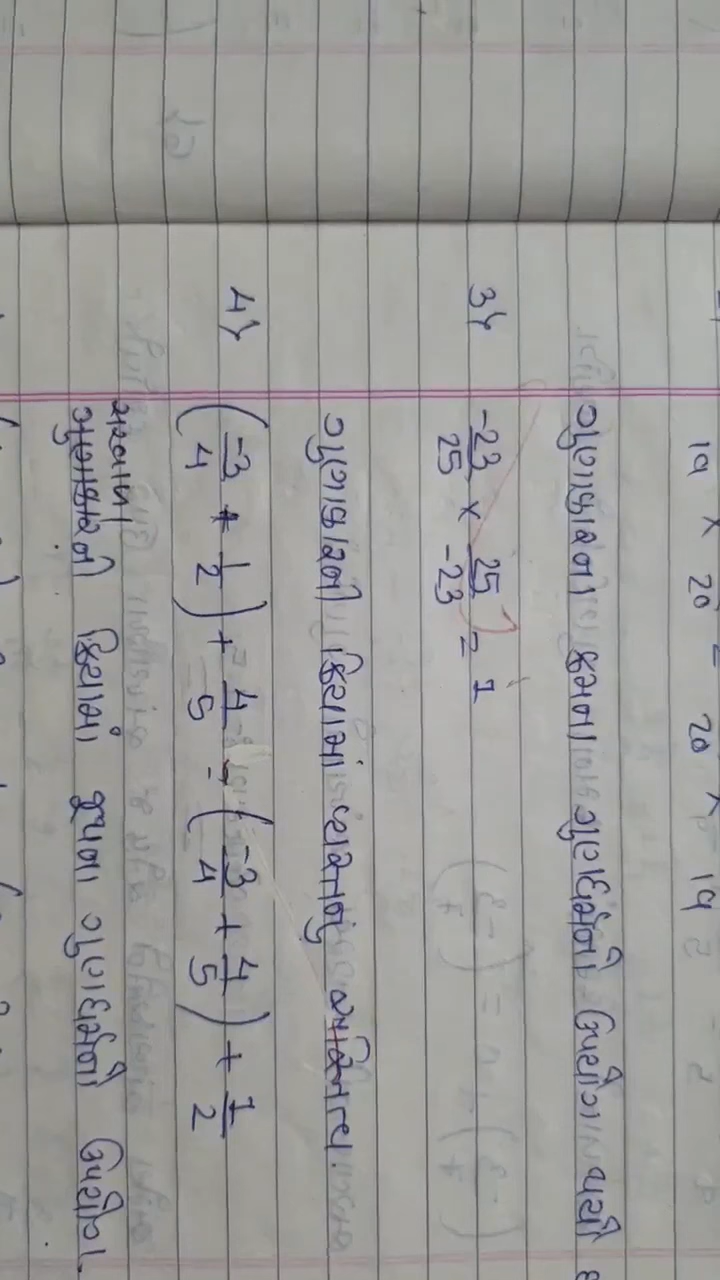 19 × 20 = 20 × 19
ગુણાકારના ક્રમના ગુણધર્મનો ઉપયોગ થયો
3} -23/25 × 25/-23 = 1
ગુણાકારની ક્રિયામાં વ્યસ્તનું અસ્તિત્વ.
4} (-3/4 + 1/2) + 4/5 = (-3/4 + 4/5) + 1/2
સરવાળા
ક્રિયામાં જૂથના ગુણધર્મનો ઉપયોગ.